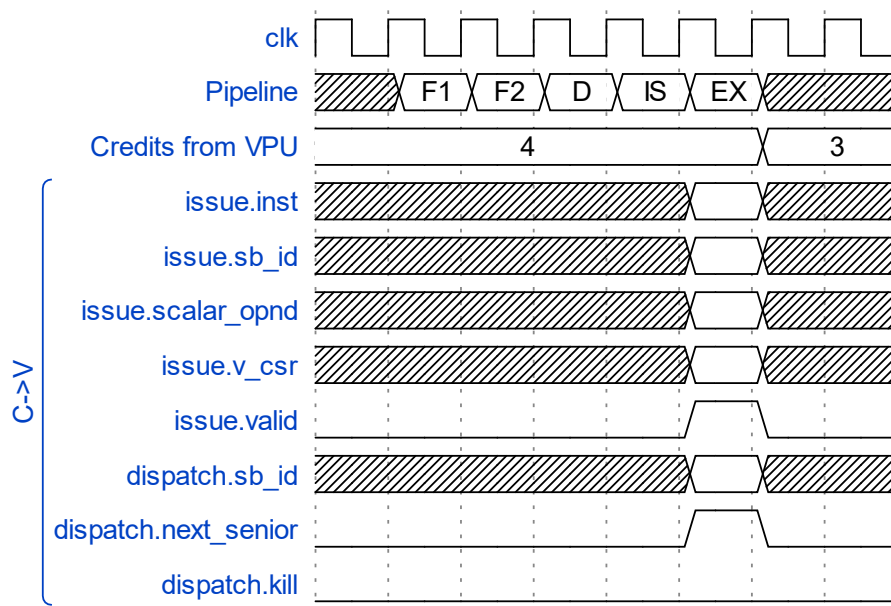 clk
Pipeline F1 F2 D IS EX
Credits from VPU 4 3
C->V
issue.inst
issue.sb_id
issue.scalar_opnd
issue.v_csr
issue.valid
dispatch.sb_id
dispatch.next_senior
dispatch.kill